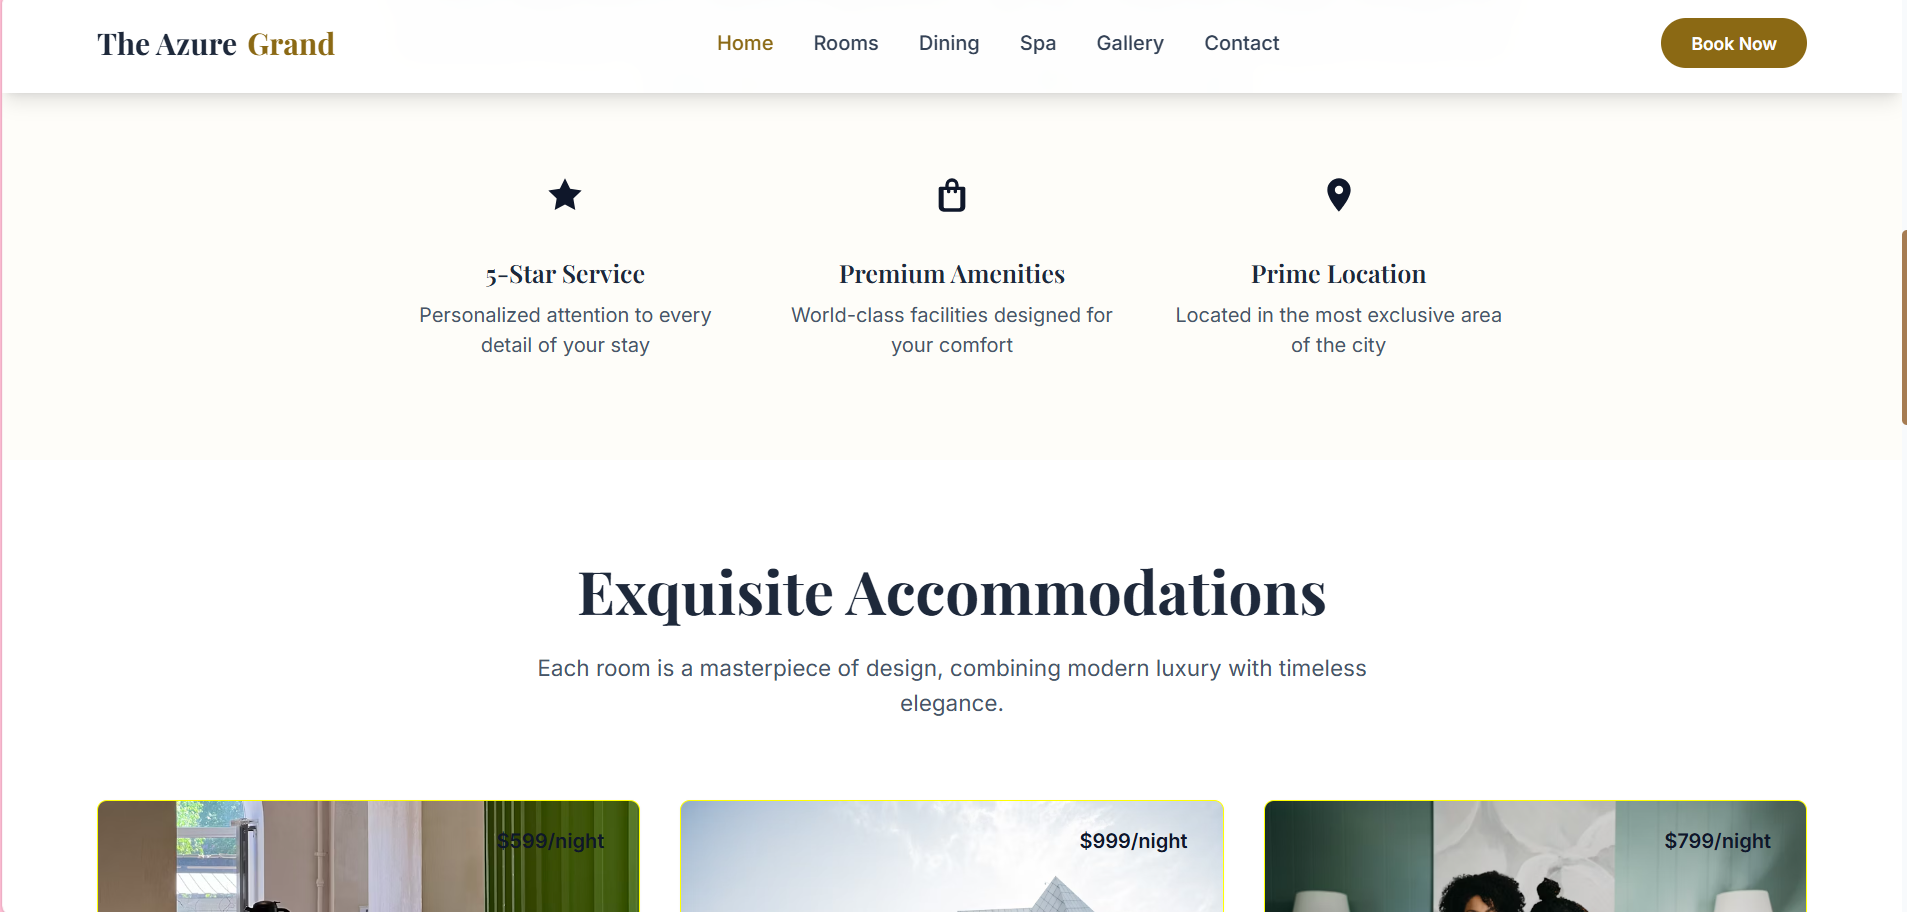 The Azure Grand
Home
Rooms
Dining
Spa
Gallery
Contact
Book Now
5-Star Service
Personalized attention to every
detail of your stay
Premium Amenities
World-class facilities designed for
your comfort
Prime Location
Located in the most exclusive area
of the city
Exquisite Accommodations
Each room is a masterpiece of design, combining modern luxury with timeless
elegance.
$599/night
$999/night
$799/night